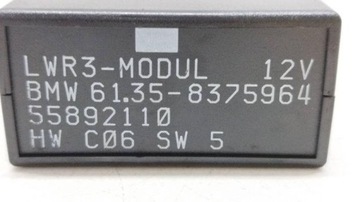 LWR3-MODUL 12V
BMW 61.35-8375964
55892110
HW C06 SW 5